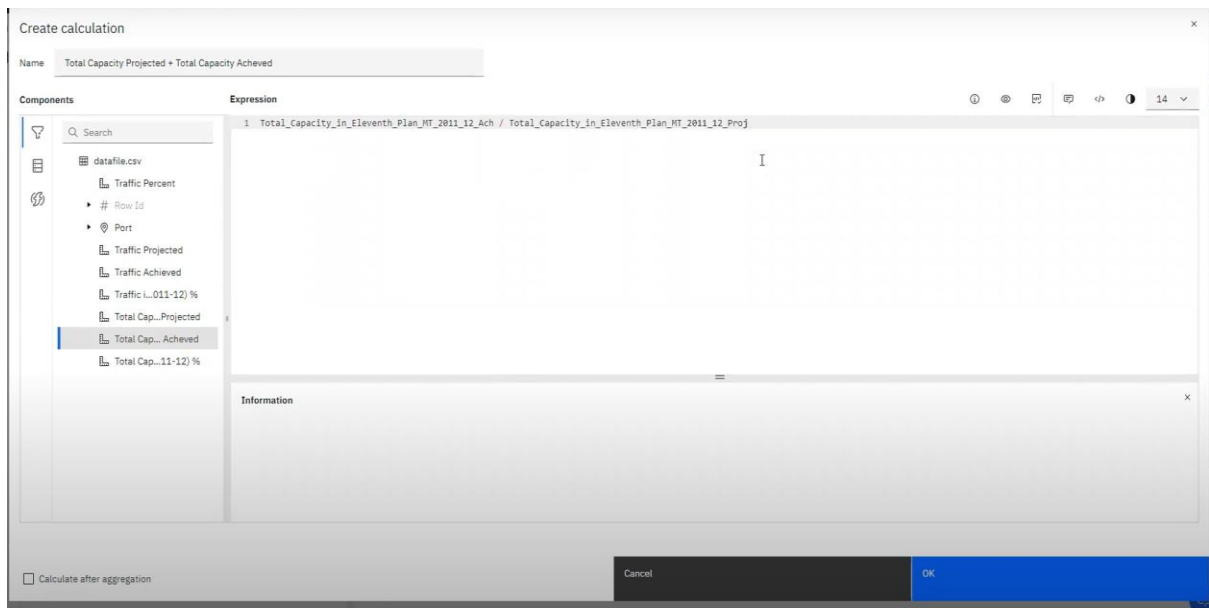 Create calculation
Name Total Capacity Projected + Total Capacity Acheved
Components
Expression
14
Search
datafile.csv
Traffic Percent
# Row Id
Port
Traffic Projected
Traffic Achieved
Traffic i...011-12) %
Total Cap...Projected
Total Cap... Acheved
Total Cap...11-12) %
1 Total_Capacity_in_Eleventh_Plan_MT_2011_12_Ach / Total_Capacity_in_Eleventh_Plan_MT_2011_12_Proj
Information
Calculate after aggregation
Cancel
OK